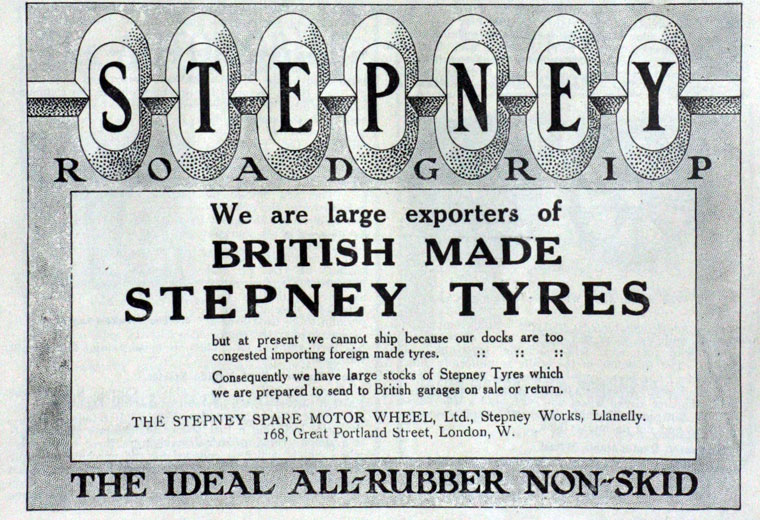 STEPNEY
ROADGRIP
We are large exporters of
BRITISH MADE
STEPNEY TYRES
but at present we cannot ship because our docks are too
congested importing foreign made tyres. :: :: ::
Consequently we have large stocks of Stepney Tyres which
we are prepared to send to British garages on sale or return.
THE STEPNEY SPARE MOTOR WHEEL, Ltd., Stepney Works, Llanelly.
168, Great Portland Street, London, W.
THE IDEAL ALL-RUBBER NON-SKID